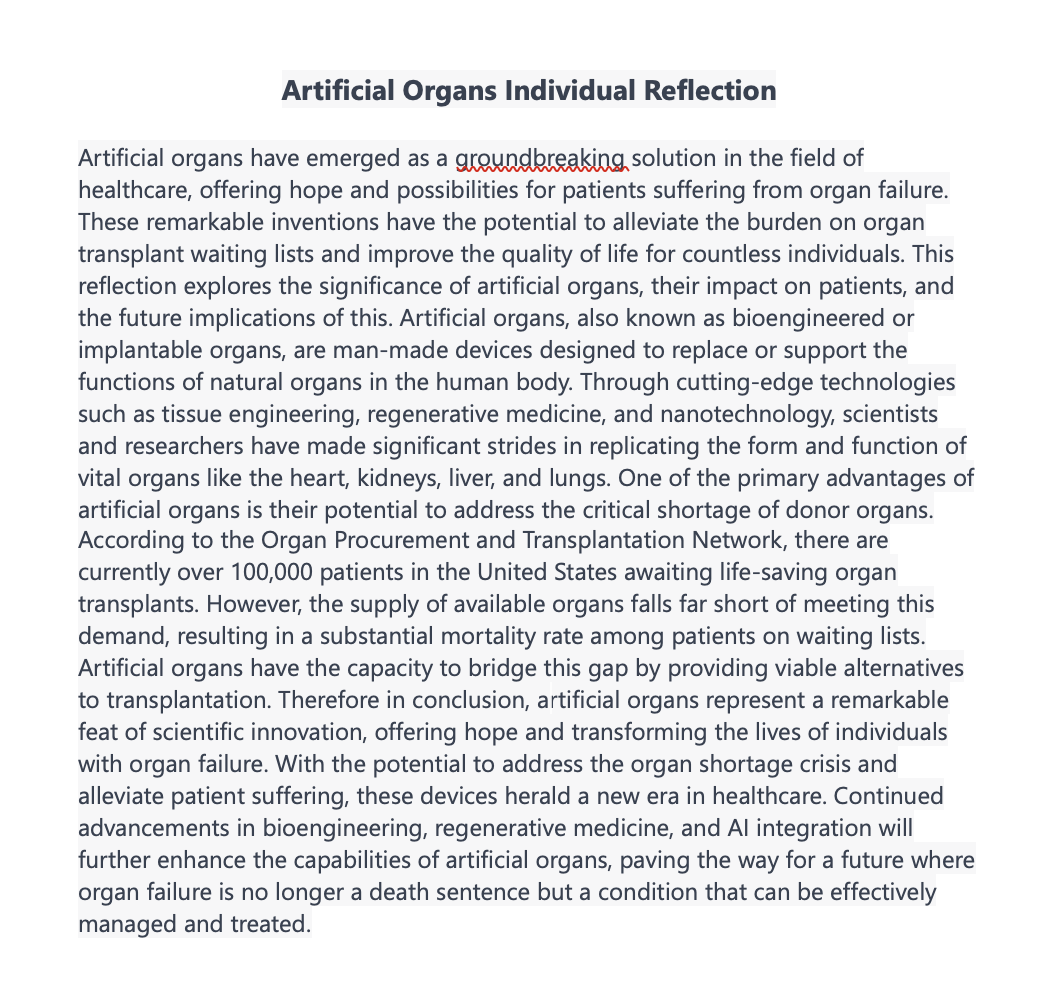 Artificial Organs Individual Reflection
Artificial organs have emerged as a groundbreaking solution in the field of
healthcare, offering hope and possibilities for patients suffering from organ failure.
These remarkable inventions have the potential to alleviate the burden on organ
transplant waiting lists and improve the quality of life for countless individuals. This
reflection explores the significance of artificial organs, their impact on patients, and
the future implications of this. Artificial organs, also known as bioengineered or
implantable organs, are man-made devices designed to replace or support the
functions of natural organs in the human body. Through cutting-edge technologies
such as tissue engineering, regenerative medicine, and nanotechnology, scientists
and researchers have made significant strides in replicating the form and function of
vital organs like the heart, kidneys, liver, and lungs. One of the primary advantages of
artificial organs is their potential to address the critical shortage of donor organs.
According to the Organ Procurement and Transplantation Network, there are
currently over 100,000 patients in the United States awaiting life-saving organ
transplants. However, the supply of available organs falls far short of meeting this
demand, resulting in a substantial mortality rate among patients on waiting lists.
Artificial organs have the capacity to bridge this gap by providing viable alternatives
to transplantation. Therefore in conclusion, artificial organs represent a remarkable
feat of scientific innovation, offering hope and transforming the lives of individuals
with organ failure. With the potential to address the organ shortage crisis and
alleviate patient suffering, these devices herald a new era in healthcare. Continued
advancements in bioengineering, regenerative medicine, and AI integration will
further enhance the capabilities of artificial organs, paving the way for a future where
organ failure is no longer a death sentence but a condition that can be effectively
managed and treated.